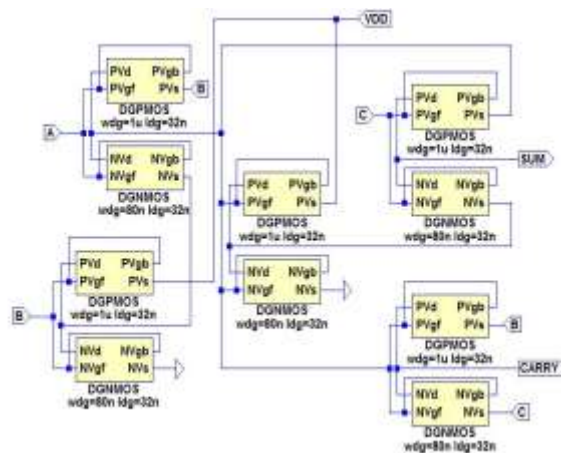 VDD
PVd PVgb
PVgf PVs
B
DGPMOS
wdg=1u ldg=32n
A
NVd NVgb
NVgf NVs
DGNMOS
wdg=80n ldg=32n
PVd PVgb
PVgf PVs
DGPMOS
wdg=1u ldg=32n
B
NVd NVgb
NVgf NVs
DGNMOS
wdg=80n ldg=32n
PVd PVgb
PVgf PVs
DGPMOS
wdg=1u ldg=32n
NVd NVgb
NVgf NVs
DGNMOS
wdg=80n ldg=32n
PVd PVgb
C
PVgf PVs
DGPMOS
wdg=1u ldg=32n
SUM
NVd NVgb
NVgf NVs
DGNMOS
wdg=80n ldg=32n
PVd PVgb
PVgf PVs
B
DGPMOS
wdg=1u ldg=32n
CARRY
NVd NVgb
NVgf NVs
C
DGNMOS
wdg=80n ldg=32n